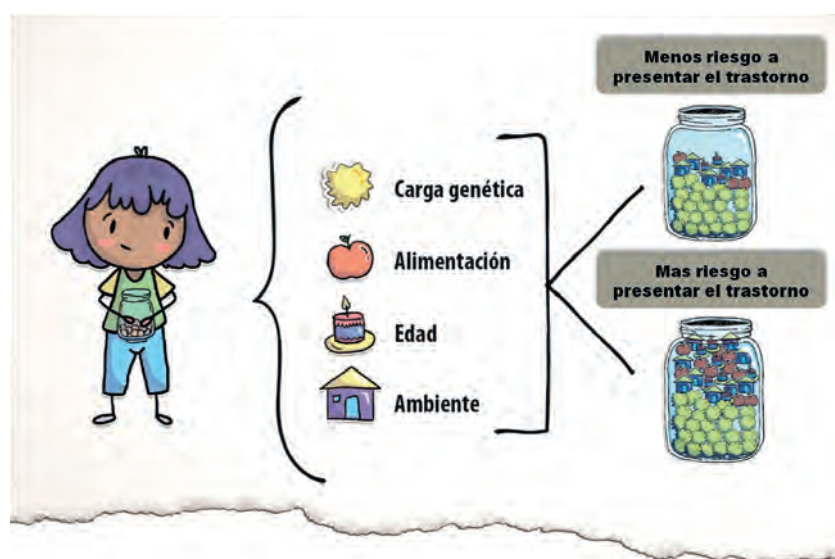 Menos riesgo a
presentar el trastorno
Carga genética
Alimentación
Edad
Ambiente
Mas riesgo a
presentar el trastorno